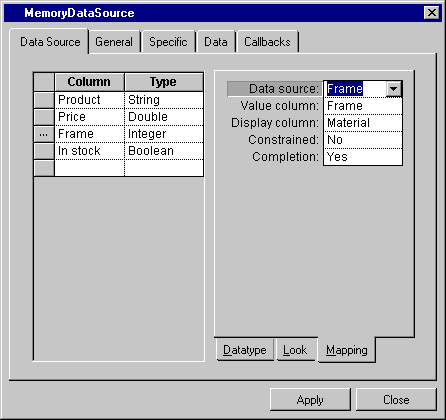 MemoryDataSource
Data Source General Specific Data Callbacks
Column Type
Product String
Price Double
... Frame Integer
In stock Boolean
Data source: Frame
Value column: Frame
Display column: Material
Constrained: No
Completion: Yes
Datatype Look Mapping
Apply Close